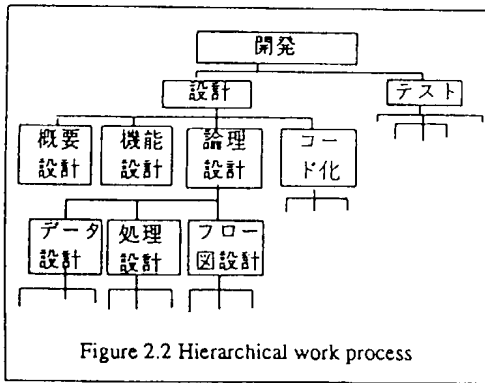 開発
設計
テスト
概要
設計
機能
設計
論理
設計
コー
ド化
データ
設計
処理
設計
フロー
図設計
Figure 2.2 Hierarchical work process